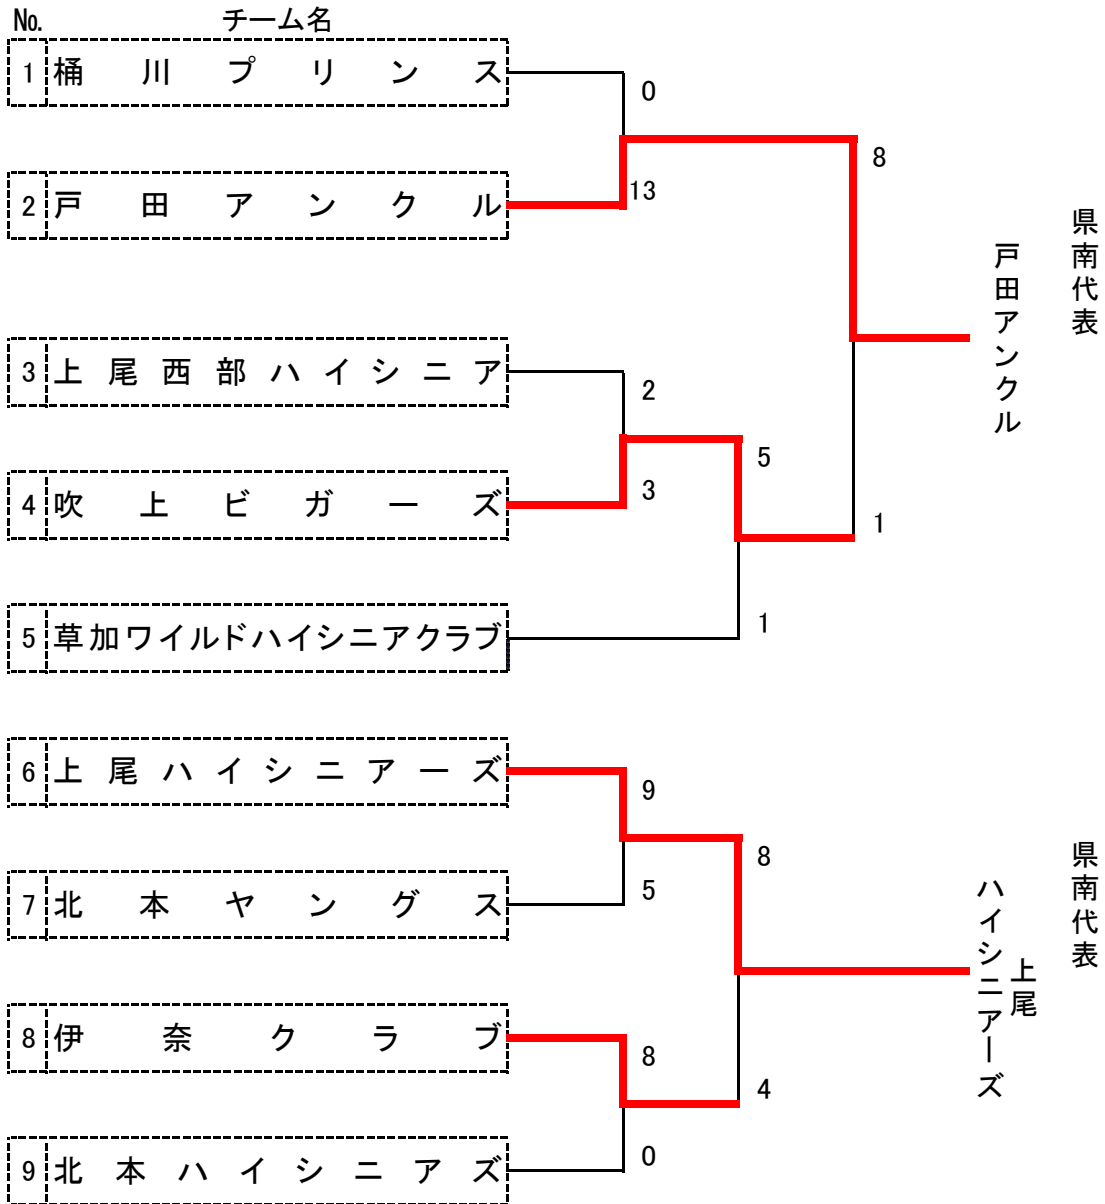 No. チーム名
1 桶川プリンス
0
13
2 戸田アンクル
8
県南代表
戸田アンクル
3 上尾西部ハイシニア
2
5
3
4 吹上ビガーズ
1
5 草加ワイルドハイシニアクラブ
1
6 上尾ハイシニアーズ
9
8
5
7 北本ヤングス
県南代表
上尾
ハイシニアーズ
8 伊奈クラブ
8
4
0
9 北本ハイシニアズ